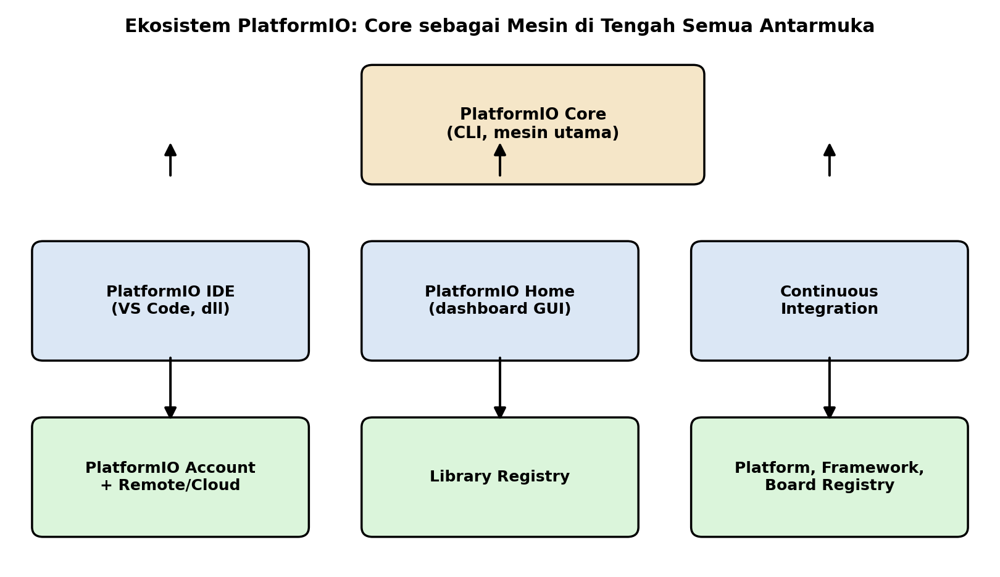 Ekosistem PlatformIO: Core sebagai Mesin di Tengah Semua Antarmuka
PlatformIO Core
(CLI, mesin utama)
PlatformIO IDE
(VS Code, dll)
PlatformIO Home
(dashboard GUI)
Continuous
Integration
PlatformIO Account
+ Remote/Cloud
Library Registry
Platform, Framework,
Board Registry